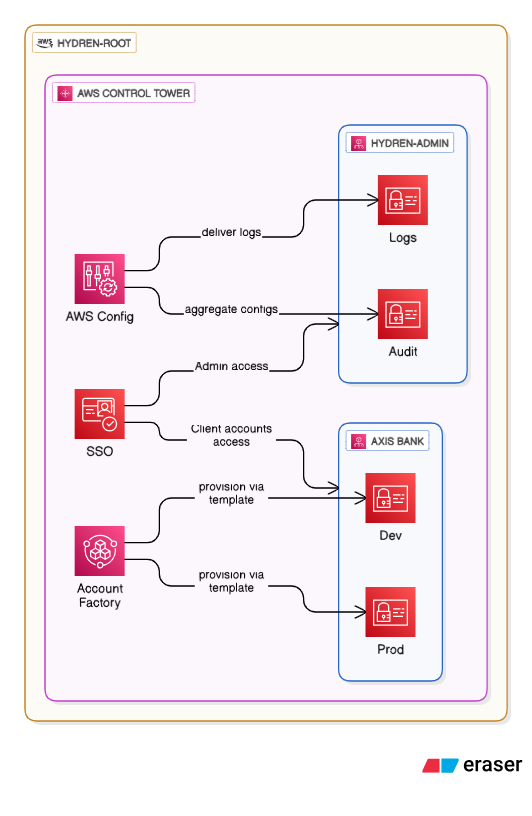 aws HYDREN-ROOT
AWS CONTROL TOWER
HYDREN-ADMIN
Logs
deliver logs
AWS Config
aggregate configs
Audit
Admin access
SSO
Client accounts
access
AXIS BANK
provision via
template
Dev
Account
Factory
provision via
template
Prod
eraser